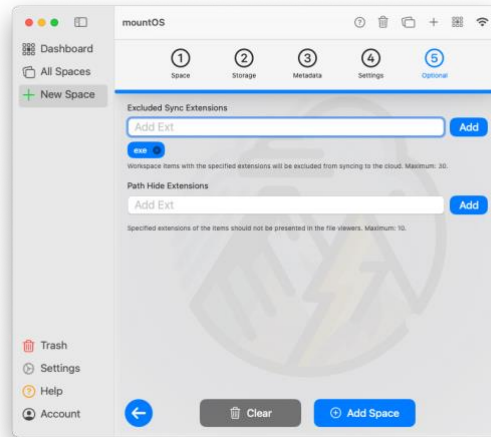 mountOS
Dashboard
All Spaces
New Space
1
Space
2
Storage
3
Metadata
4
Settings
5
Optional
Excluded Sync Extensions
Add Ext
Add
exe
Workspace items with the specified extensions will be excluded from syncing to the cloud. Maximum: 30.
Path Hide Extensions
Add Ext
Add
Specified extensions of the items should not be presented in the file viewers. Maximum: 10.
Trash
Settings
Help
Account
Clear
Add Space